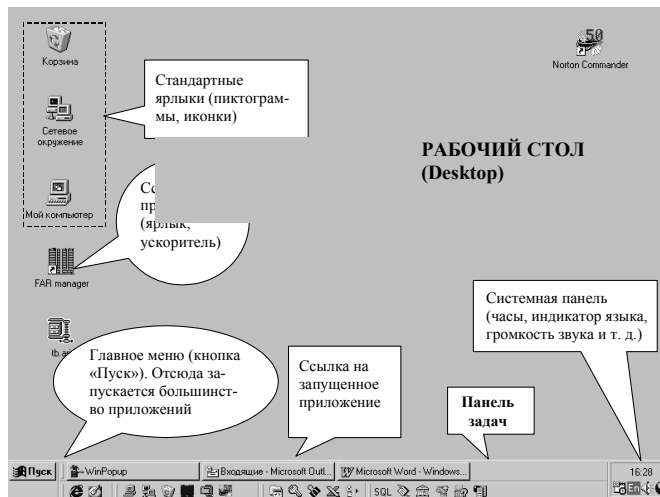 Корзина
Norton Commander
Стандартные
ярлыки (пиктограм-
мы, иконки)
Сетевое
окружение
РАБОЧИЙ СТОЛ
(Desktop)
Мой компьютер
(ярлык,
ускоритель)
FAR manager
Системная панель
(часы, индикатор языка,
громкость звука и т. д.)
Главное меню (кнопка
«Пуск»). Отсюда за-
пускается большинст-
во приложений
Ссылка на
запущенное
приложение
Панель
задач
Пуск
WinPopup
Входящие - Microsoft Outl...
Microsoft Word - Windows...
16:28
SQL
En